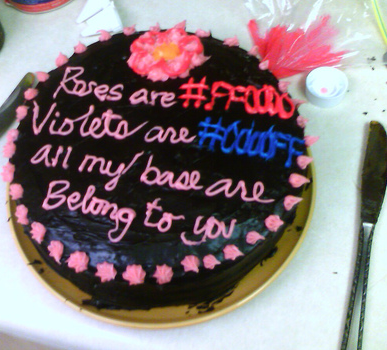 Roses are #FF0000
Violets are #0000FF
all my base are
Belong to you